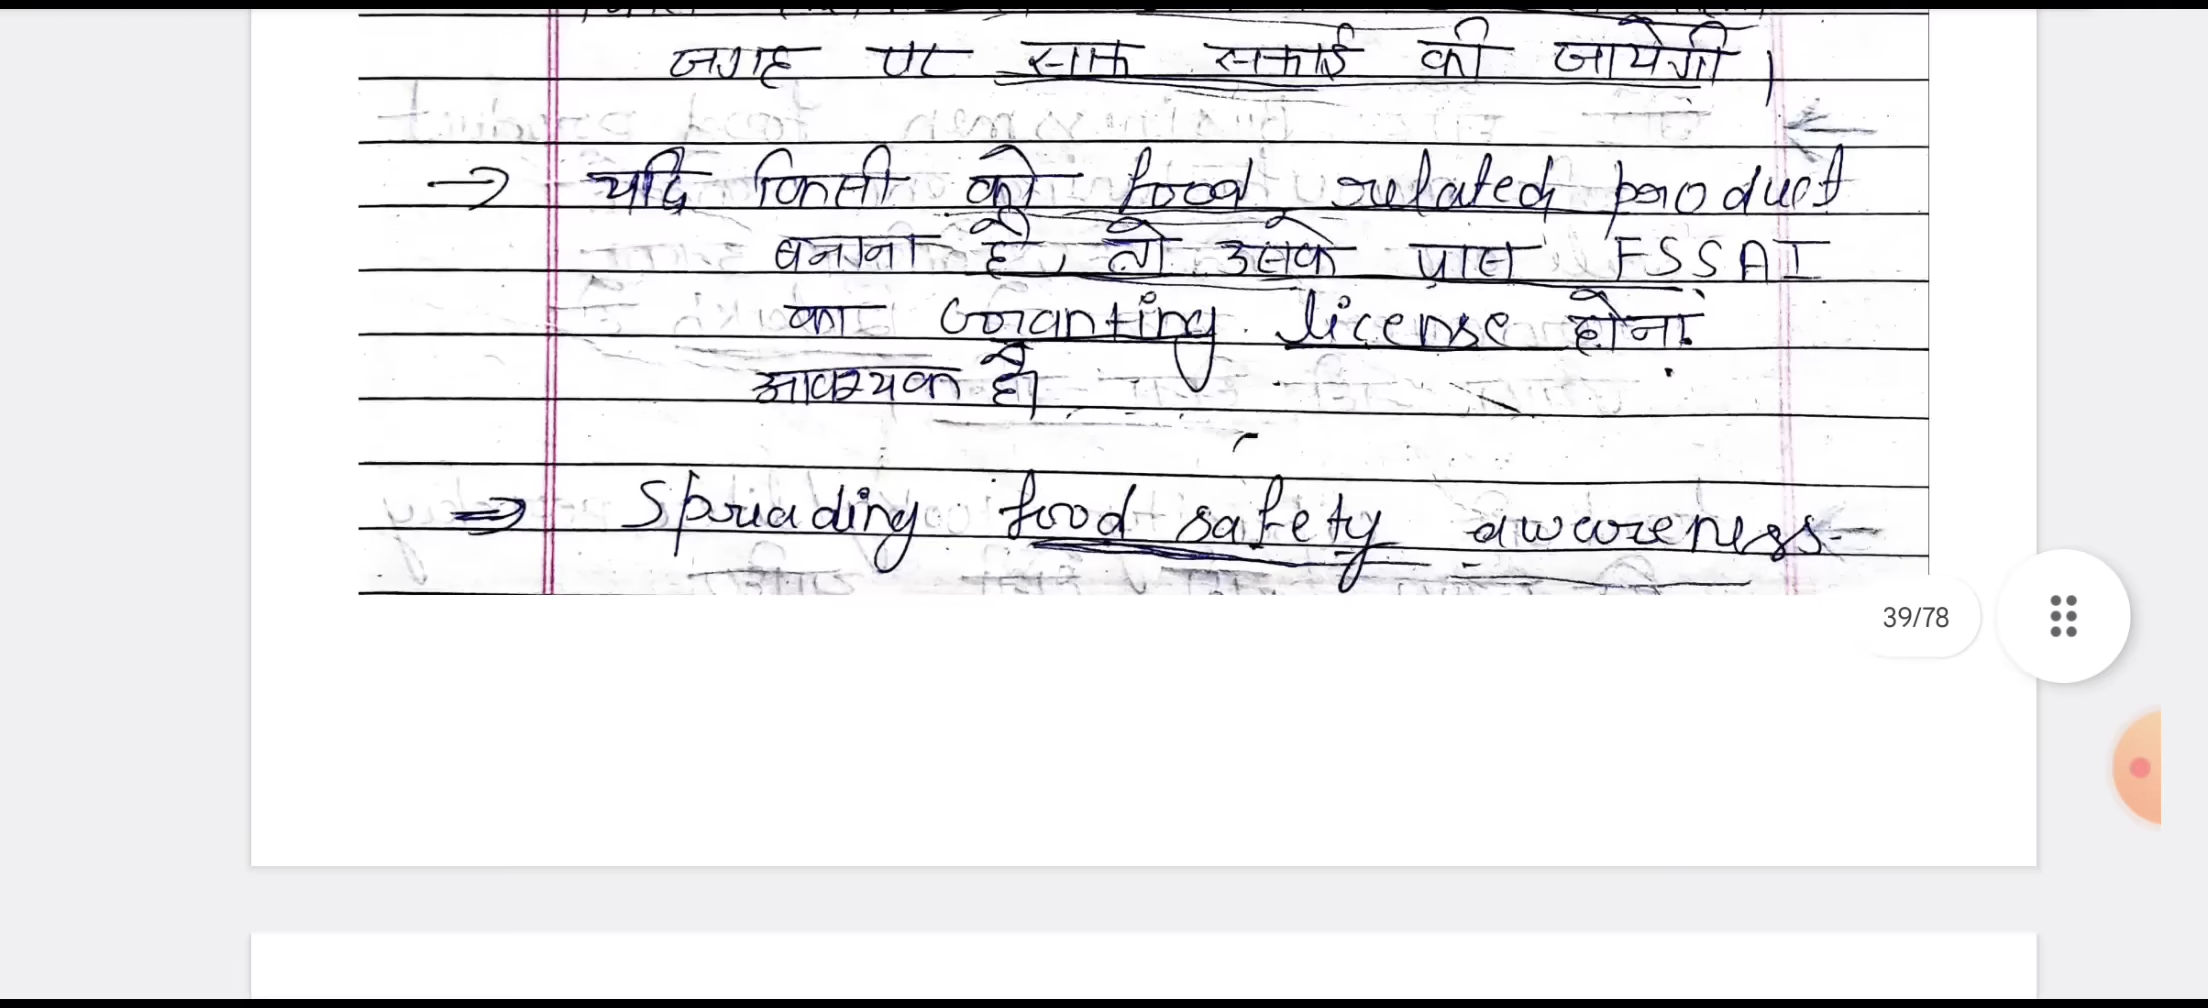 जगह पर साफ सफाई की जायेगी।
→ यदि किसी को food related product
बनाना है, तो उसके पास FSSAI
का Granting license होना
आवश्यक है।
⇒ Spreading food safety awareness-
39/78